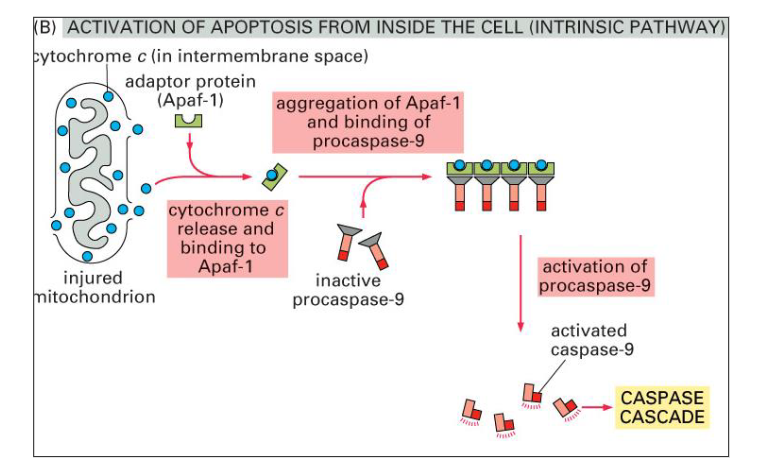 (B) ACTIVATION OF APOPTOSIS FROM INSIDE THE CELL (INTRINSIC PATHWAY)
cytochrome c (in intermembrane space)
adaptor protein
(Apaf-1)
aggregation of Apaf-1
and binding of
procaspase-9
cytochrome c
release and
binding to
Apaf-1
injured
mitochondrion
inactive
procaspase-9
activation of
procaspase-9
activated
caspase-9
CASPASE
CASCADE